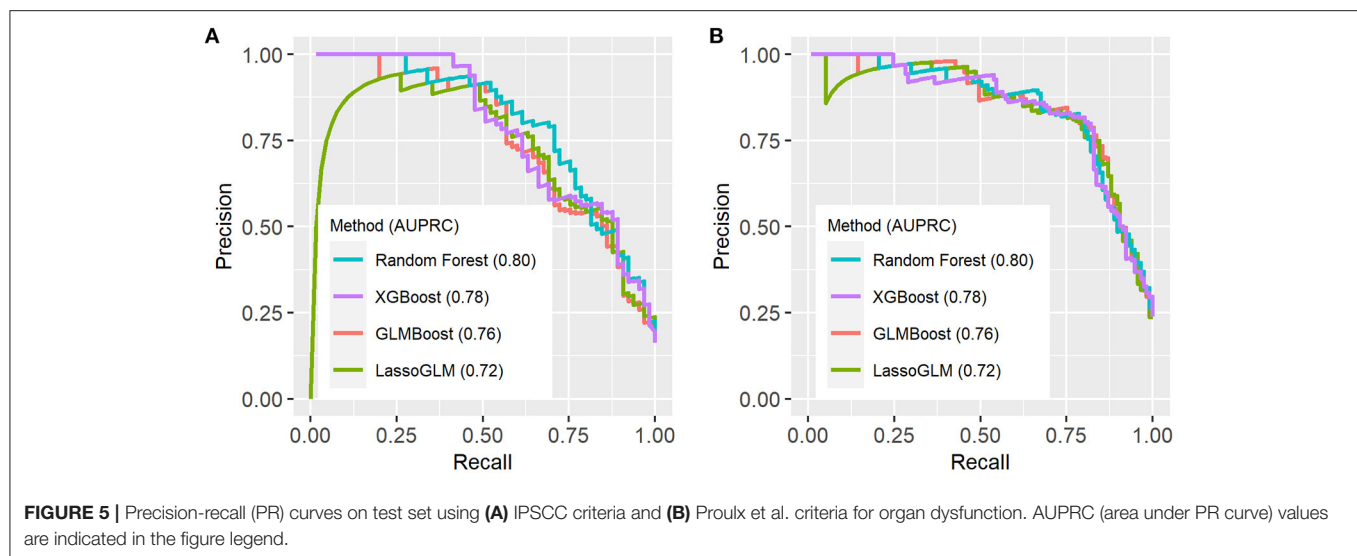 A
1.00
0.75
0.50
0.25
0.00
Precision
Method (AUPRC)
Random Forest (0.80)
XGBoost (0.78)
GLMBoost (0.76)
LassoGLM (0.72)
0.00 0.25 0.50 0.75 1.00
Recall
B
1.00
0.75
0.50
0.25
0.00
Precision
Method (AUPRC)
Random Forest (0.80)
XGBoost (0.78)
GLMBoost (0.76)
LassoGLM (0.72)
0.00 0.25 0.50 0.75 1.00
Recall
FIGURE 5 | Precision-recall (PR) curves on test set using (A) IPSCC criteria and (B) Proulx et al. criteria for organ dysfunction. AUPRC (area under PR curve) values
are indicated in the figure legend.